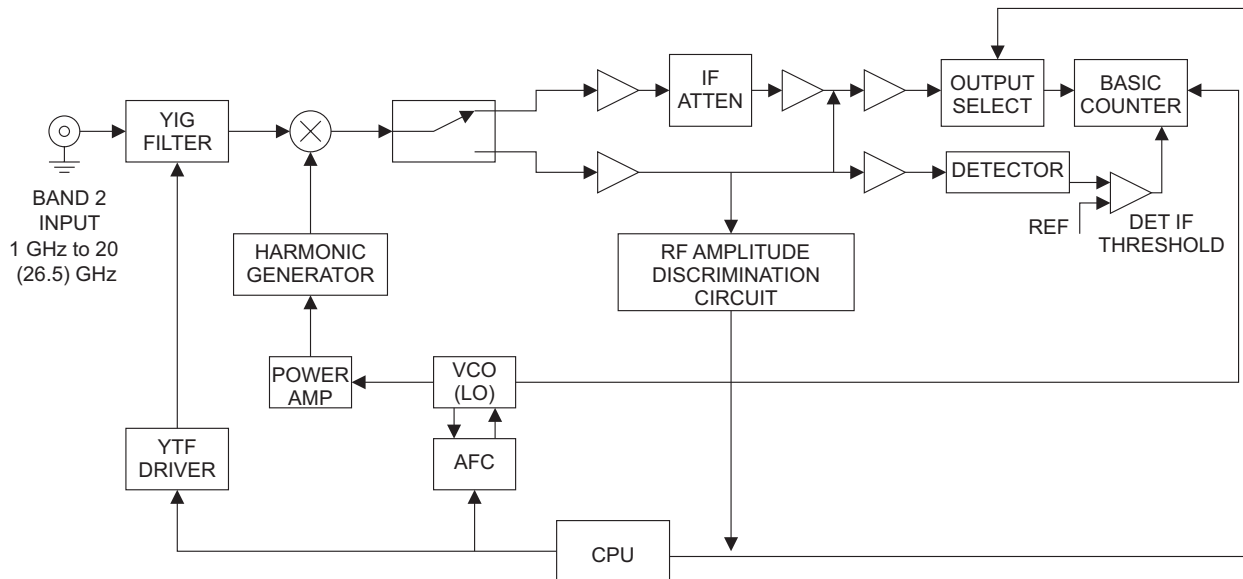 YIG
FILTER
IF
ATTEN
OUTPUT
SELECT
BASIC
COUNTER
BAND 2
INPUT
1 GHz to 20
(26.5) GHz
HARMONIC
GENERATOR
DETECTOR
REF
DET IF
THRESHOLD
RF AMPLITUDE
DISCRIMINATION
CIRCUIT
POWER
AMP
VCO
(LO)
YTF
DRIVER
AFC
CPU